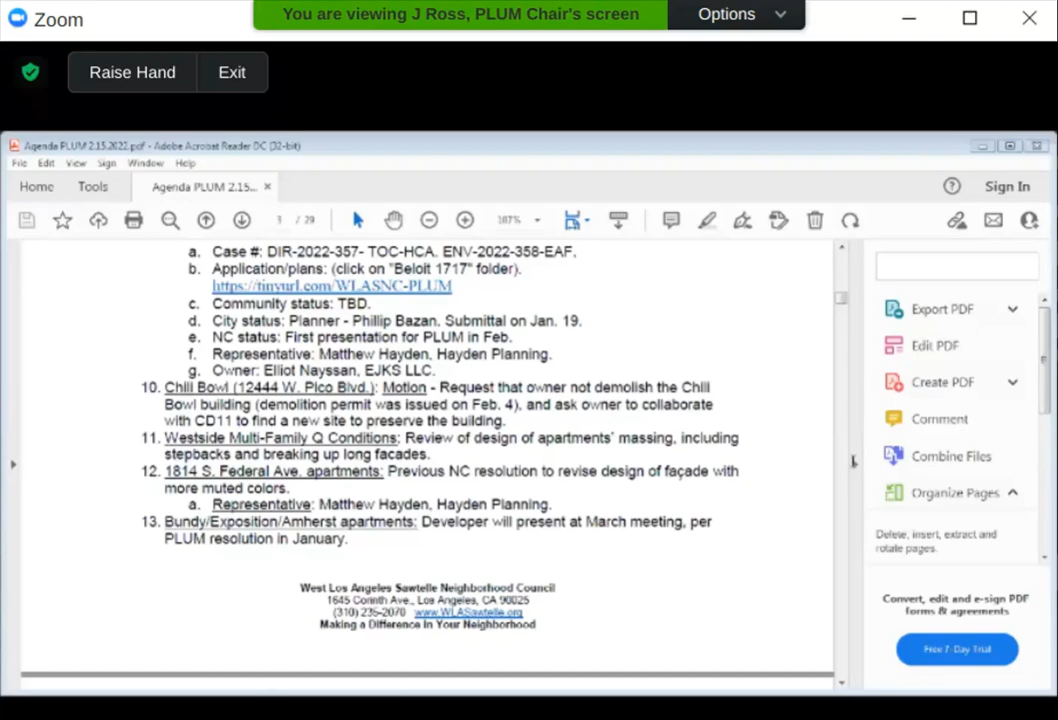 Zoom
You are viewing J Ross, PLUM Chair's screen
Options
Raise Hand
Exit
Agenda PLUM 2.15.2022.pdf - Adobe Acrobat Reader DC (32-bit)
File Edit View Sign Window Help
Home Tools Agenda PLUM 2.15... × Sign In
3 / 29 107%
a. Case #: DIR-2022-357- TOC-HCA. ENV-2022-358-EAF.
b. Application/plans: (click on "Beloit 1717" folder).
https://tinyurl.com/WLASNC-PLUM
c. Community status: TBD.
d. City status: Planner - Phillip Bazan. Submittal on Jan. 19.
e. NC status: First presentation for PLUM in Feb.
f. Representative: Matthew Hayden, Hayden Planning.
g. Owner: Elliot Nayssan, EJKS LLC.
10. Chili Bowl (12444 W. Pico Blvd.): Motion - Request that owner not demolish the Chili
Bowl building (demolition permit was issued on Feb. 4), and ask owner to collaborate
with CD11 to find a new site to preserve the building.
11. Westside Multi-Family Q Conditions: Review of design of apartments' massing, including
stepbacks and breaking up long facades.
12. 1814 S. Federal Ave. apartments: Previous NC resolution to revise design of façade with
more muted colors.
a. Representative: Matthew Hayden, Hayden Planning.
13. Bundy/Exposition/Amherst apartments: Developer will present at March meeting, per
PLUM resolution in January.
West Los Angeles Sawtelle Neighborhood Council
1645 Corinth Ave., Los Angeles, CA 90025
(310) 235-2070 www.WLASawtelle.org
Making a Difference in Your Neighborhood
Export PDF
Edit PDF
Create PDF
Comment
Combine Files
Organize Pages
Delete, insert, extract and
rotate pages.
Convert, edit and e-sign PDF
forms & agreements
Free 7-Day Trial